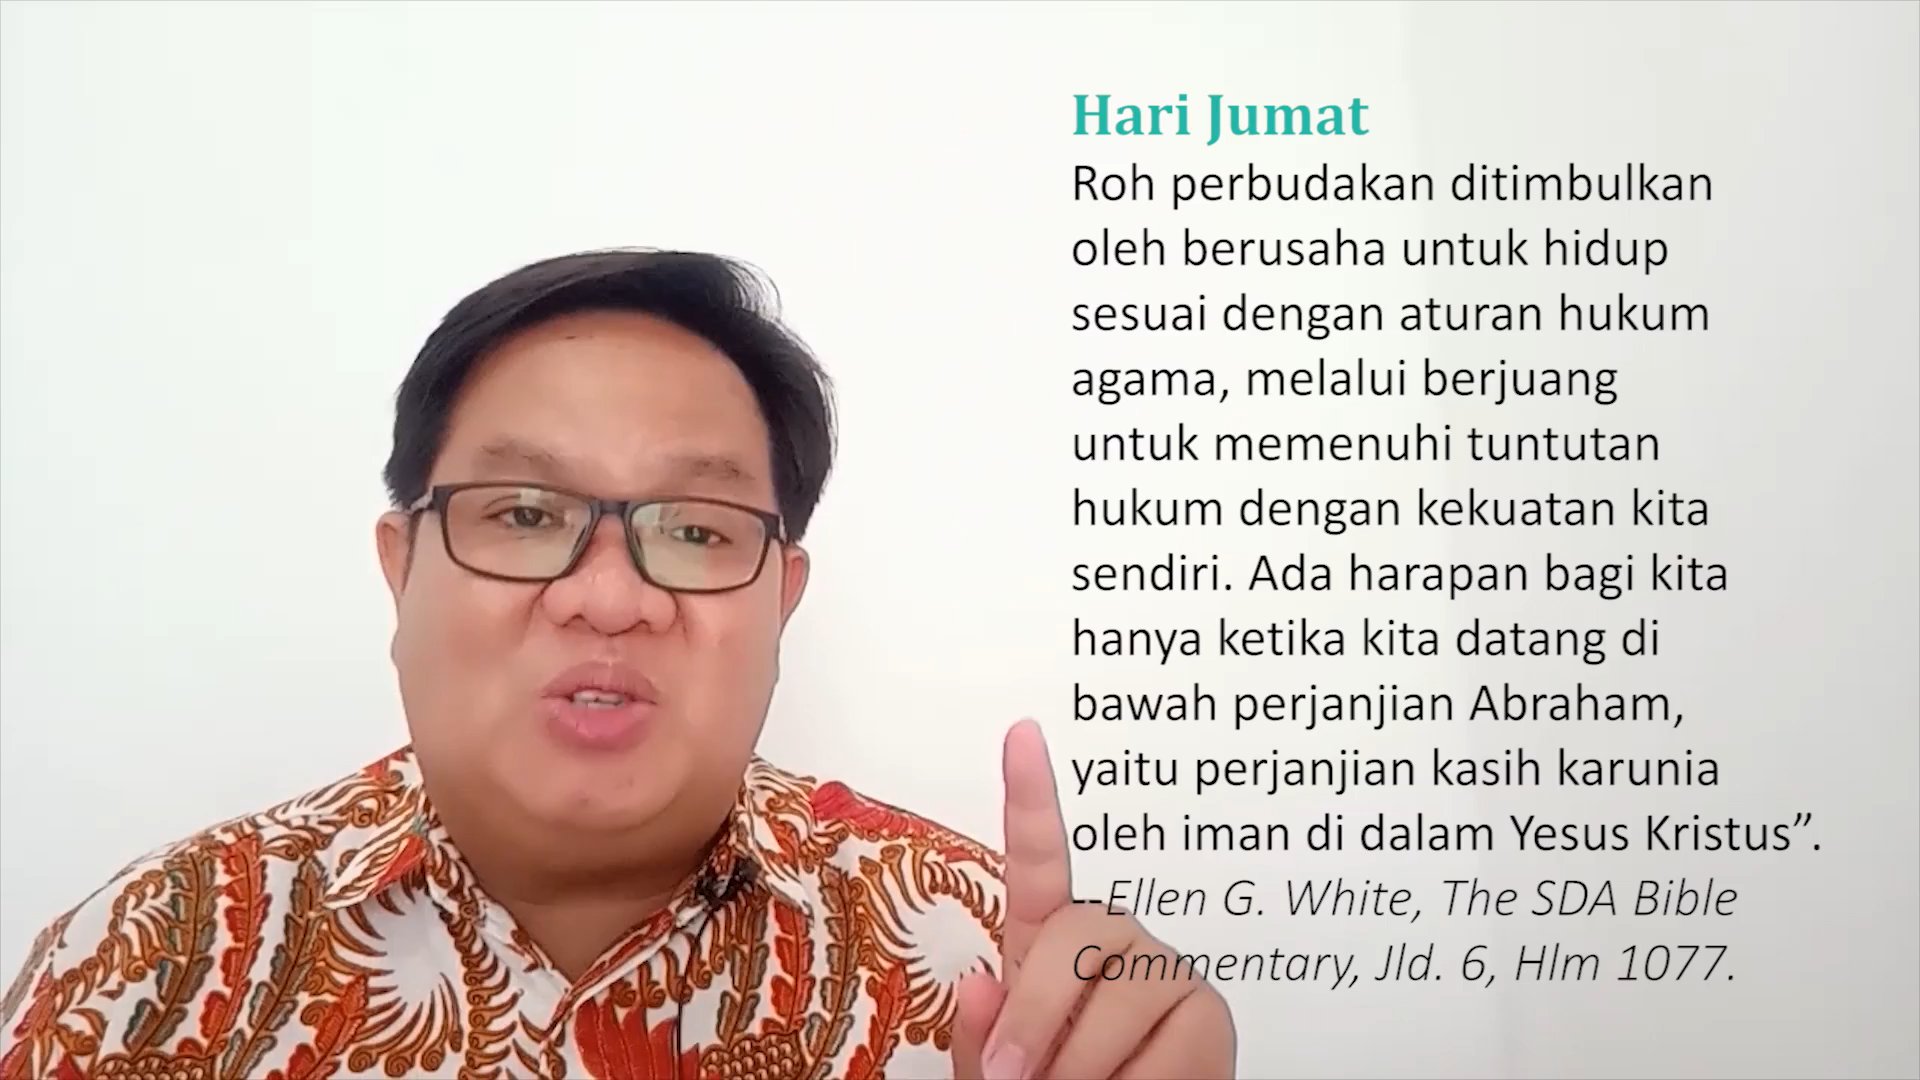 Hari Jumat
Roh perbudakan ditimbulkan
oleh berusaha untuk hidup
sesuai dengan aturan hukum
agama, melalui berjuang
untuk memenuhi tuntutan
hukum dengan kekuatan kita
sendiri. Ada harapan bagi kita
hanya ketika kita datang di
bawah perjanjian Abraham,
yaitu perjanjian kasih karunia
oleh iman di dalam Yesus Kristus”.
--Ellen G. White, The SDA Bible
Commentary, Jld. 6, Hlm 1077.